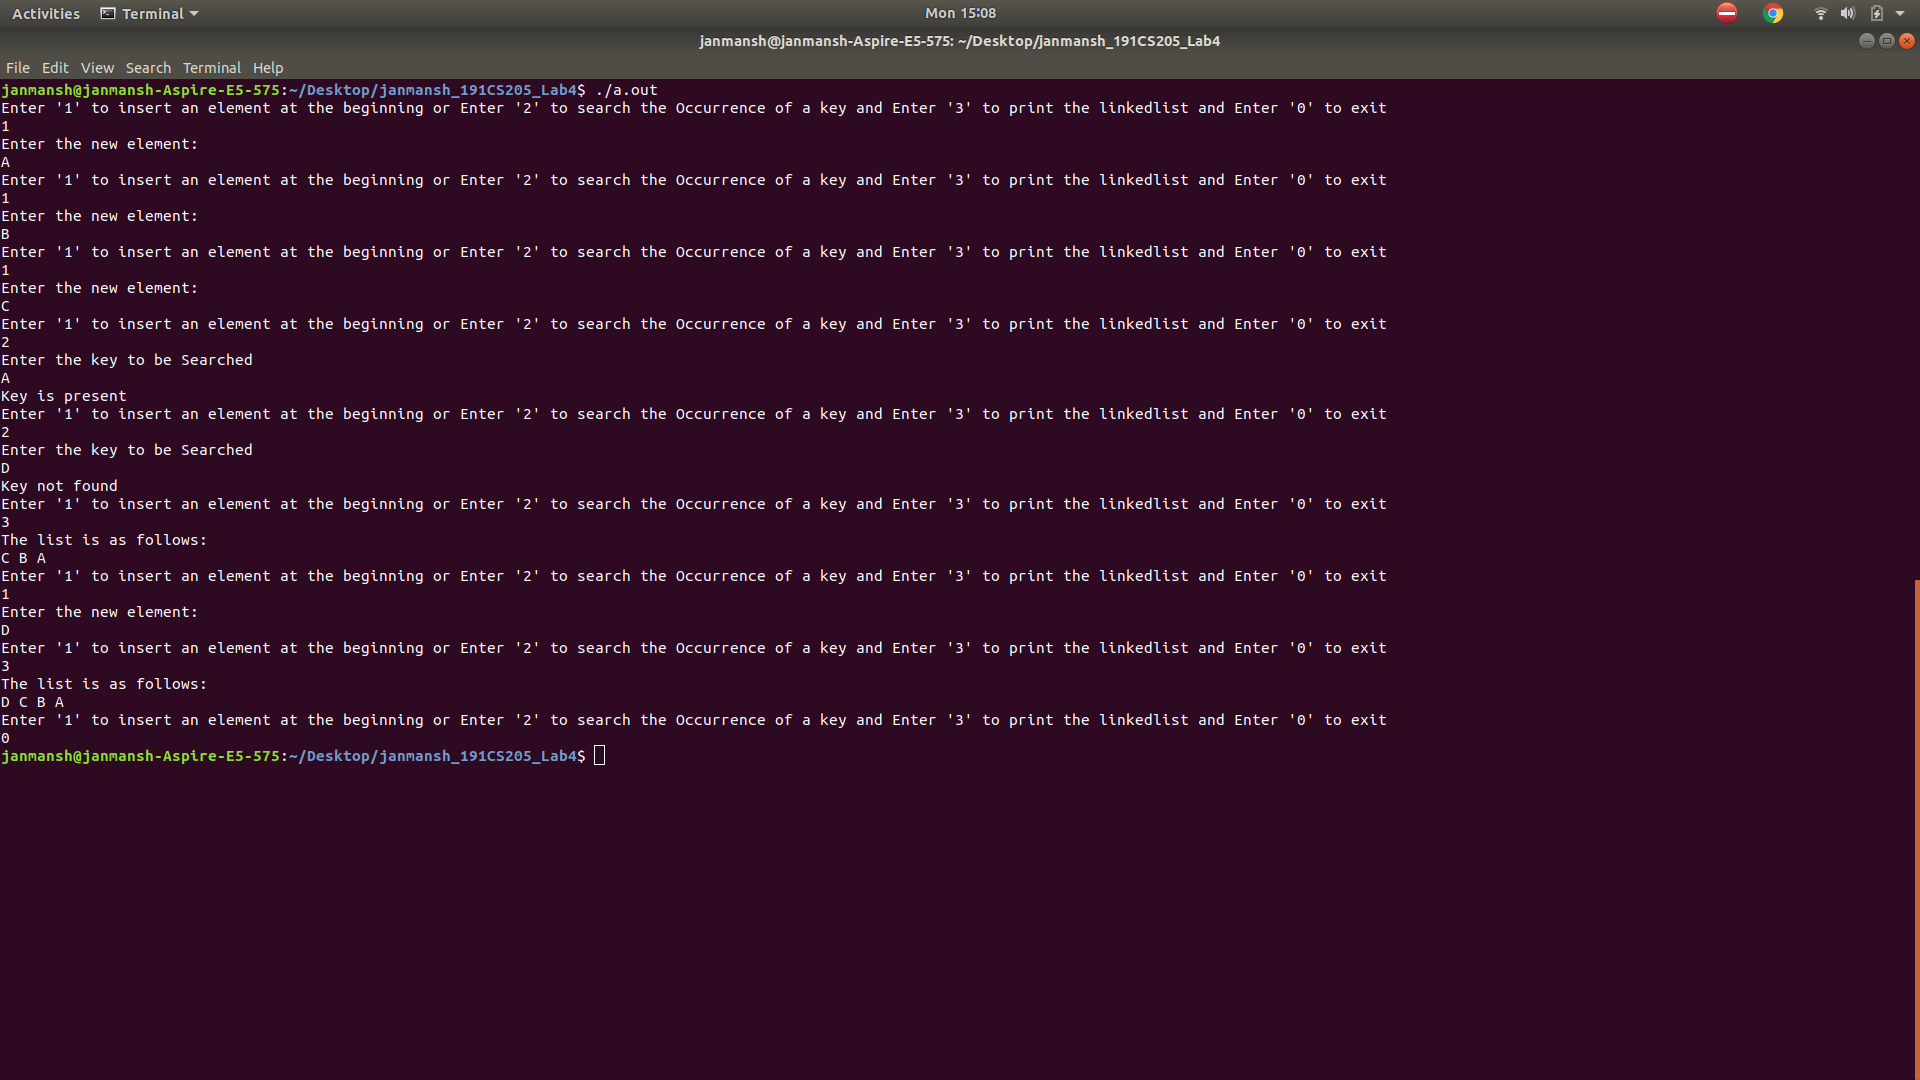 Activities Terminal Mon 15:08
janmansh@janmansh-Aspire-E5-575: ~/Desktop/janmansh_191CS205_Lab4
File Edit View Search Terminal Help
janmansh@janmansh-Aspire-E5-575:~/Desktop/janmansh_191CS205_Lab4$ ./a.out
Enter '1' to insert an element at the beginning or Enter '2' to search the Occurrence of a key and Enter '3' to print the linkedlist and Enter '0' to exit
1
Enter the new element:
A
Enter '1' to insert an element at the beginning or Enter '2' to search the Occurrence of a key and Enter '3' to print the linkedlist and Enter '0' to exit
1
Enter the new element:
B
Enter '1' to insert an element at the beginning or Enter '2' to search the Occurrence of a key and Enter '3' to print the linkedlist and Enter '0' to exit
1
Enter the new element:
C
Enter '1' to insert an element at the beginning or Enter '2' to search the Occurrence of a key and Enter '3' to print the linkedlist and Enter '0' to exit
2
Enter the key to be Searched
A
Key is present
Enter '1' to insert an element at the beginning or Enter '2' to search the Occurrence of a key and Enter '3' to print the linkedlist and Enter '0' to exit
2
Enter the key to be Searched
D
Key not found
Enter '1' to insert an element at the beginning or Enter '2' to search the Occurrence of a key and Enter '3' to print the linkedlist and Enter '0' to exit
3
The list is as follows:
C B A
Enter '1' to insert an element at the beginning or Enter '2' to search the Occurrence of a key and Enter '3' to print the linkedlist and Enter '0' to exit
1
Enter the new element:
D
Enter '1' to insert an element at the beginning or Enter '2' to search the Occurrence of a key and Enter '3' to print the linkedlist and Enter '0' to exit
3
The list is as follows:
D C B A
Enter '1' to insert an element at the beginning or Enter '2' to search the Occurrence of a key and Enter '3' to print the linkedlist and Enter '0' to exit
0
janmansh@janmansh-Aspire-E5-575:~/Desktop/janmansh_191CS205_Lab4$